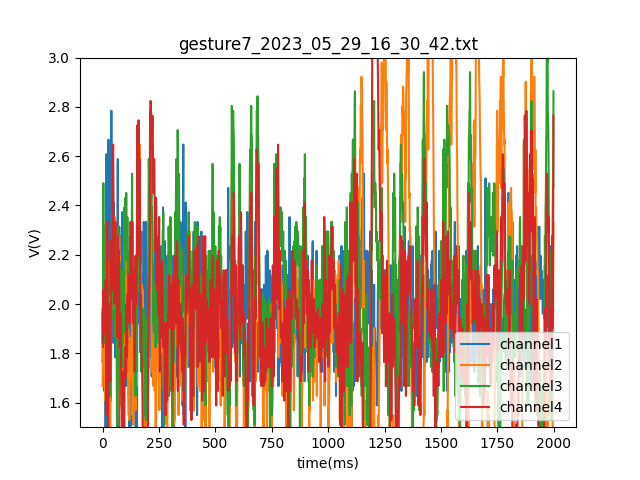 gesture7_2023_05_29_16_30_42.txt
3.0
2.8
2.6
2.4
2.2
2.0
1.8
1.6
V(V)
channel1
channel2
channel3
channel4
0 250 500 750 1000 1250 1500 1750 2000
time(ms)